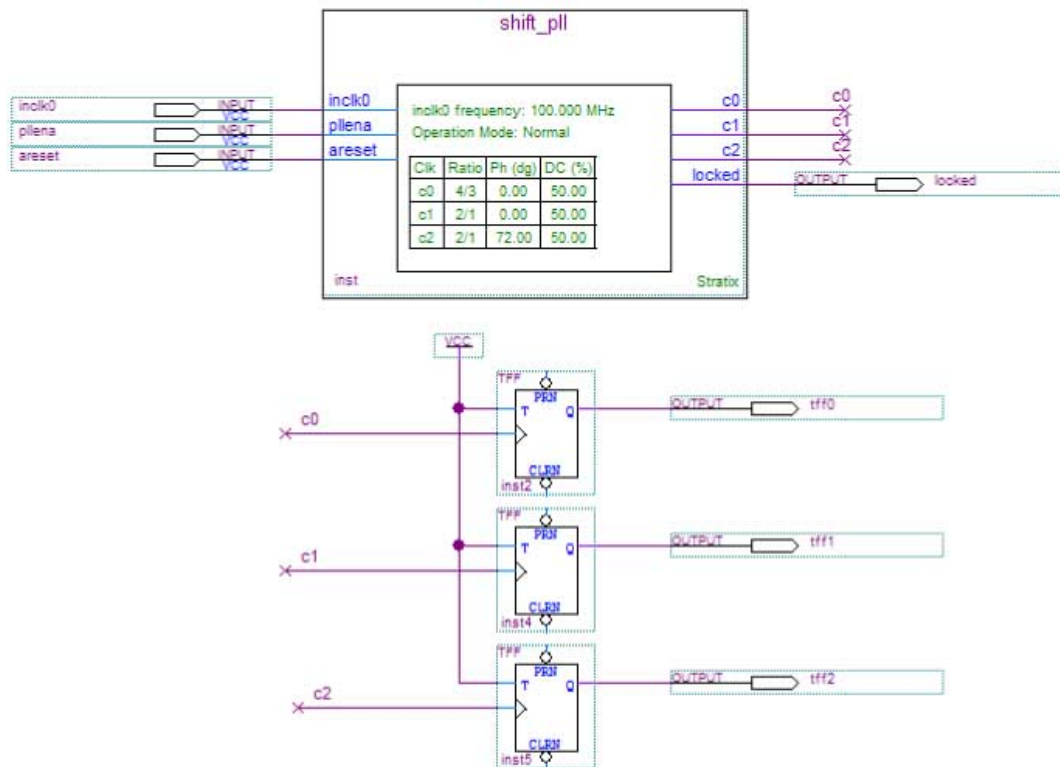 shift_pll
inclk0 INPUT VCC inclk0
pllena INPUT VCC pllena
areset INPUT VCC areset
inclk0 frequency: 100.000 MHz
Operation Mode: Normal
Clk Ratio Ph (dg) DC (%)
c0 4/3 0.00 50.00
c1 2/1 0.00 50.00
c2 2/1 72.00 50.00
c0 c0
c1 c1
c2 c2
locked OUTPUT locked
inst Stratix
VCC
TFF
PRN
T Q OUTPUT tff0
c0
CLRN
inst2
TFF
PRN
T Q OUTPUT tff1
c1
CLRN
inst4
TFF
PRN
T Q OUTPUT tff2
c2
CLRN
inst5